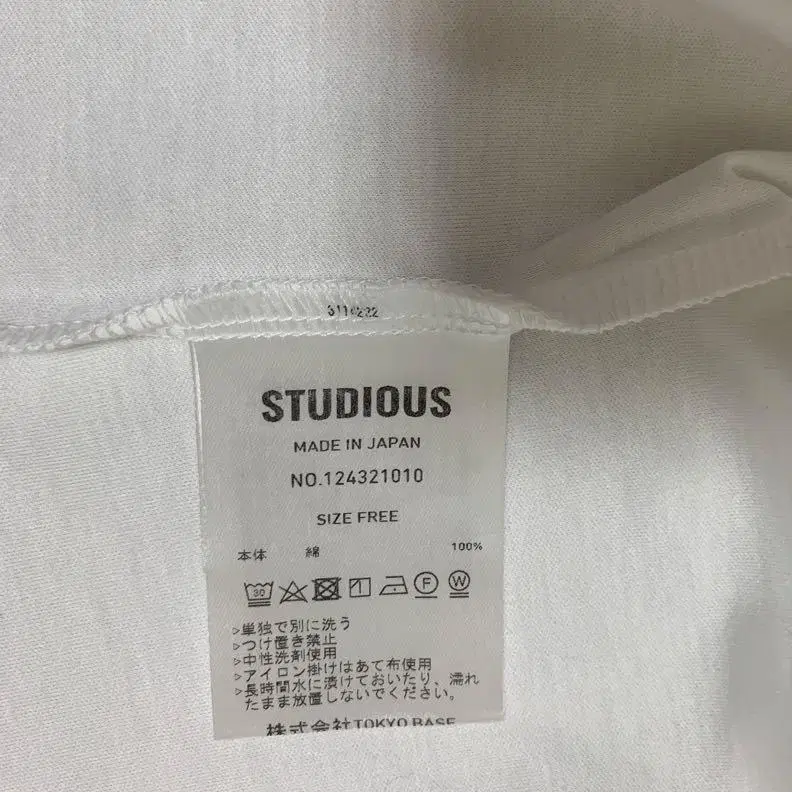 STUDIOUS
MADE IN JAPAN
NO.124321010
SIZE FREE
本体 綿 100%
30 F W
▷単独で別に洗う
▷つけ置き禁止
▷中性洗剤使用
▷アイロン掛けはあて布使用
▷長時間水に漬けておいたり、濡れ
たまま放置しないでください。
株式会社TOKYO BASE